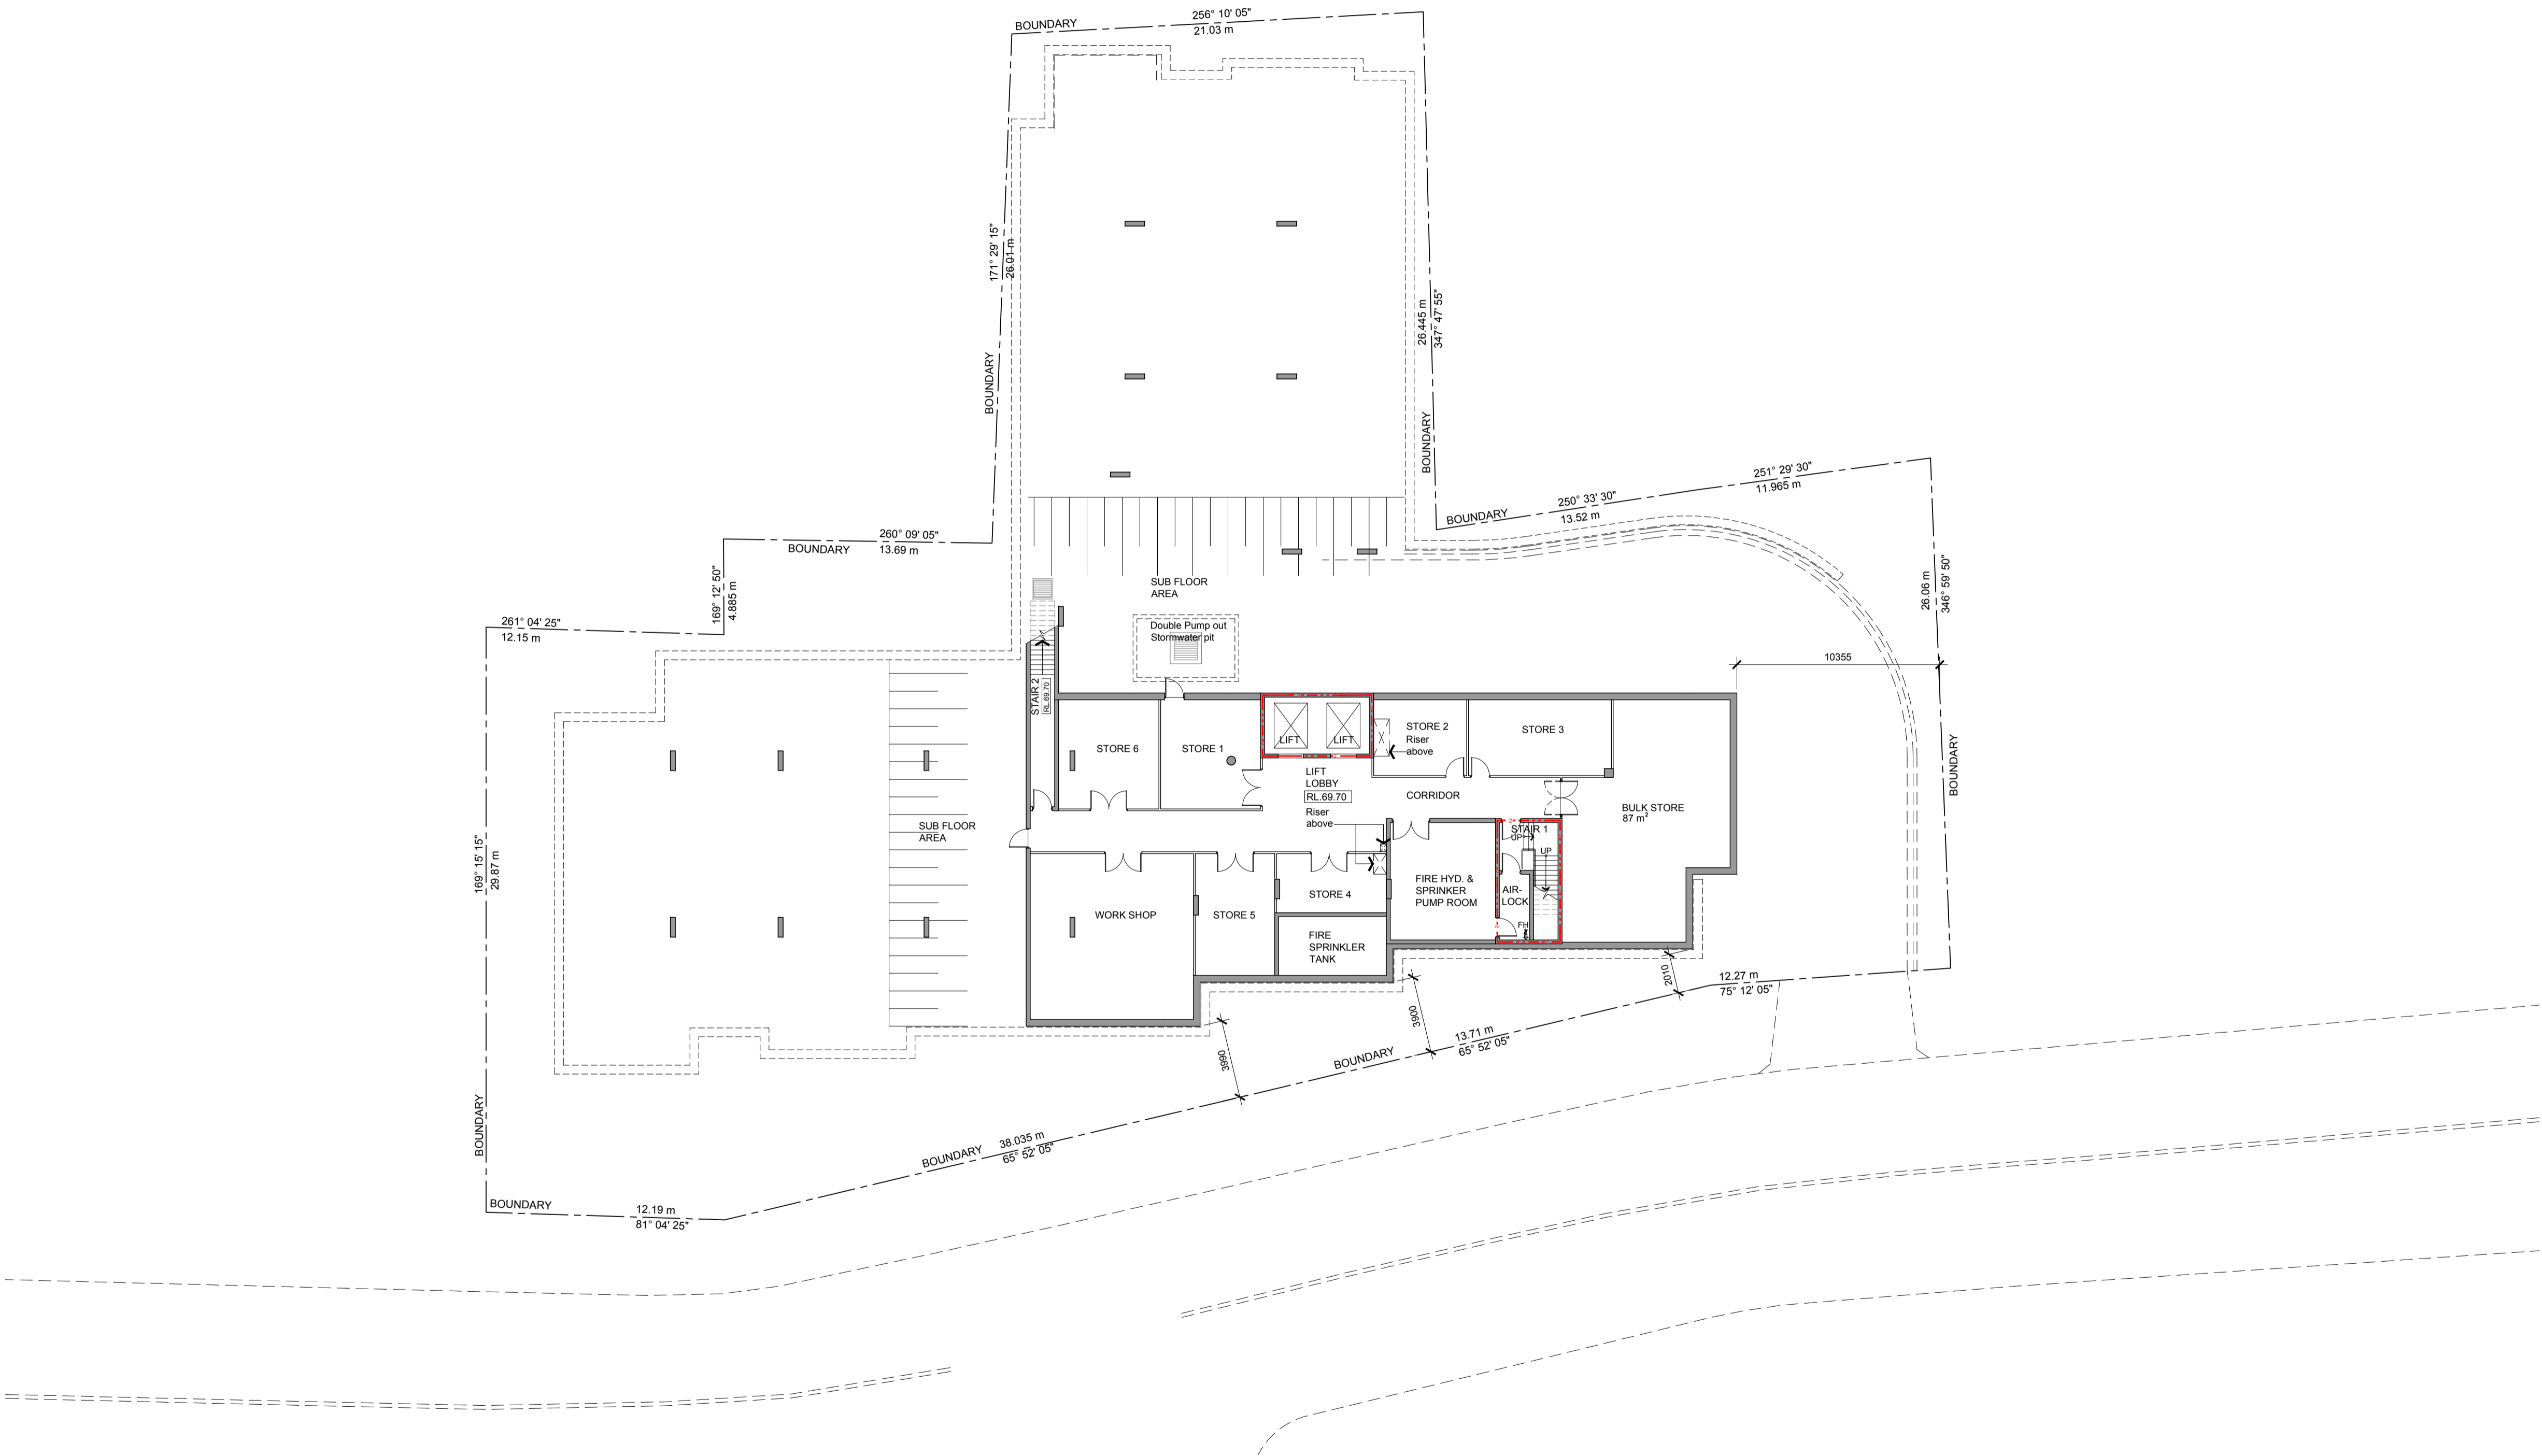 BOUNDARY
256° 10' 05"
21.03 m
171° 29' 15"
26.01 m
BOUNDARY
26.445 m
347° 47' 55"
BOUNDARY
BOUNDARY
250° 33' 30"
13.52 m
251° 29' 30"
11.965 m
260° 09' 05"
BOUNDARY
13.69 m
169° 12' 50"
4.885 m
261° 04' 25"
12.15 m
26.06 m
346° 59' 50"
BOUNDARY
10355
SUB FLOOR
AREA
Double Pump out
Stormwater pit
STAIR 2
RL.69.70
STORE 6
STORE 1
LIFT
LIFT
STORE 2
Riser
above
STORE 3
LIFT
LOBBY
RL.69.70
Riser
above
CORRIDOR
BULK STORE
87 m²
SUB FLOOR
AREA
STAIR 1
UP
UP
FIRE HYD. &
SPRINKER
PUMP ROOM
AIR-
LOCK
FH
WORK SHOP
STORE 5
STORE 4
FIRE
SPRINKLER
TANK
169° 15' 15"
29.87 m
BOUNDARY
2010
3900
3990
12.27 m
75° 12' 05"
13.71 m
65° 52' 05"
BOUNDARY
38.035 m
65° 52' 05"
BOUNDARY
BOUNDARY
12.19 m
81° 04' 25"